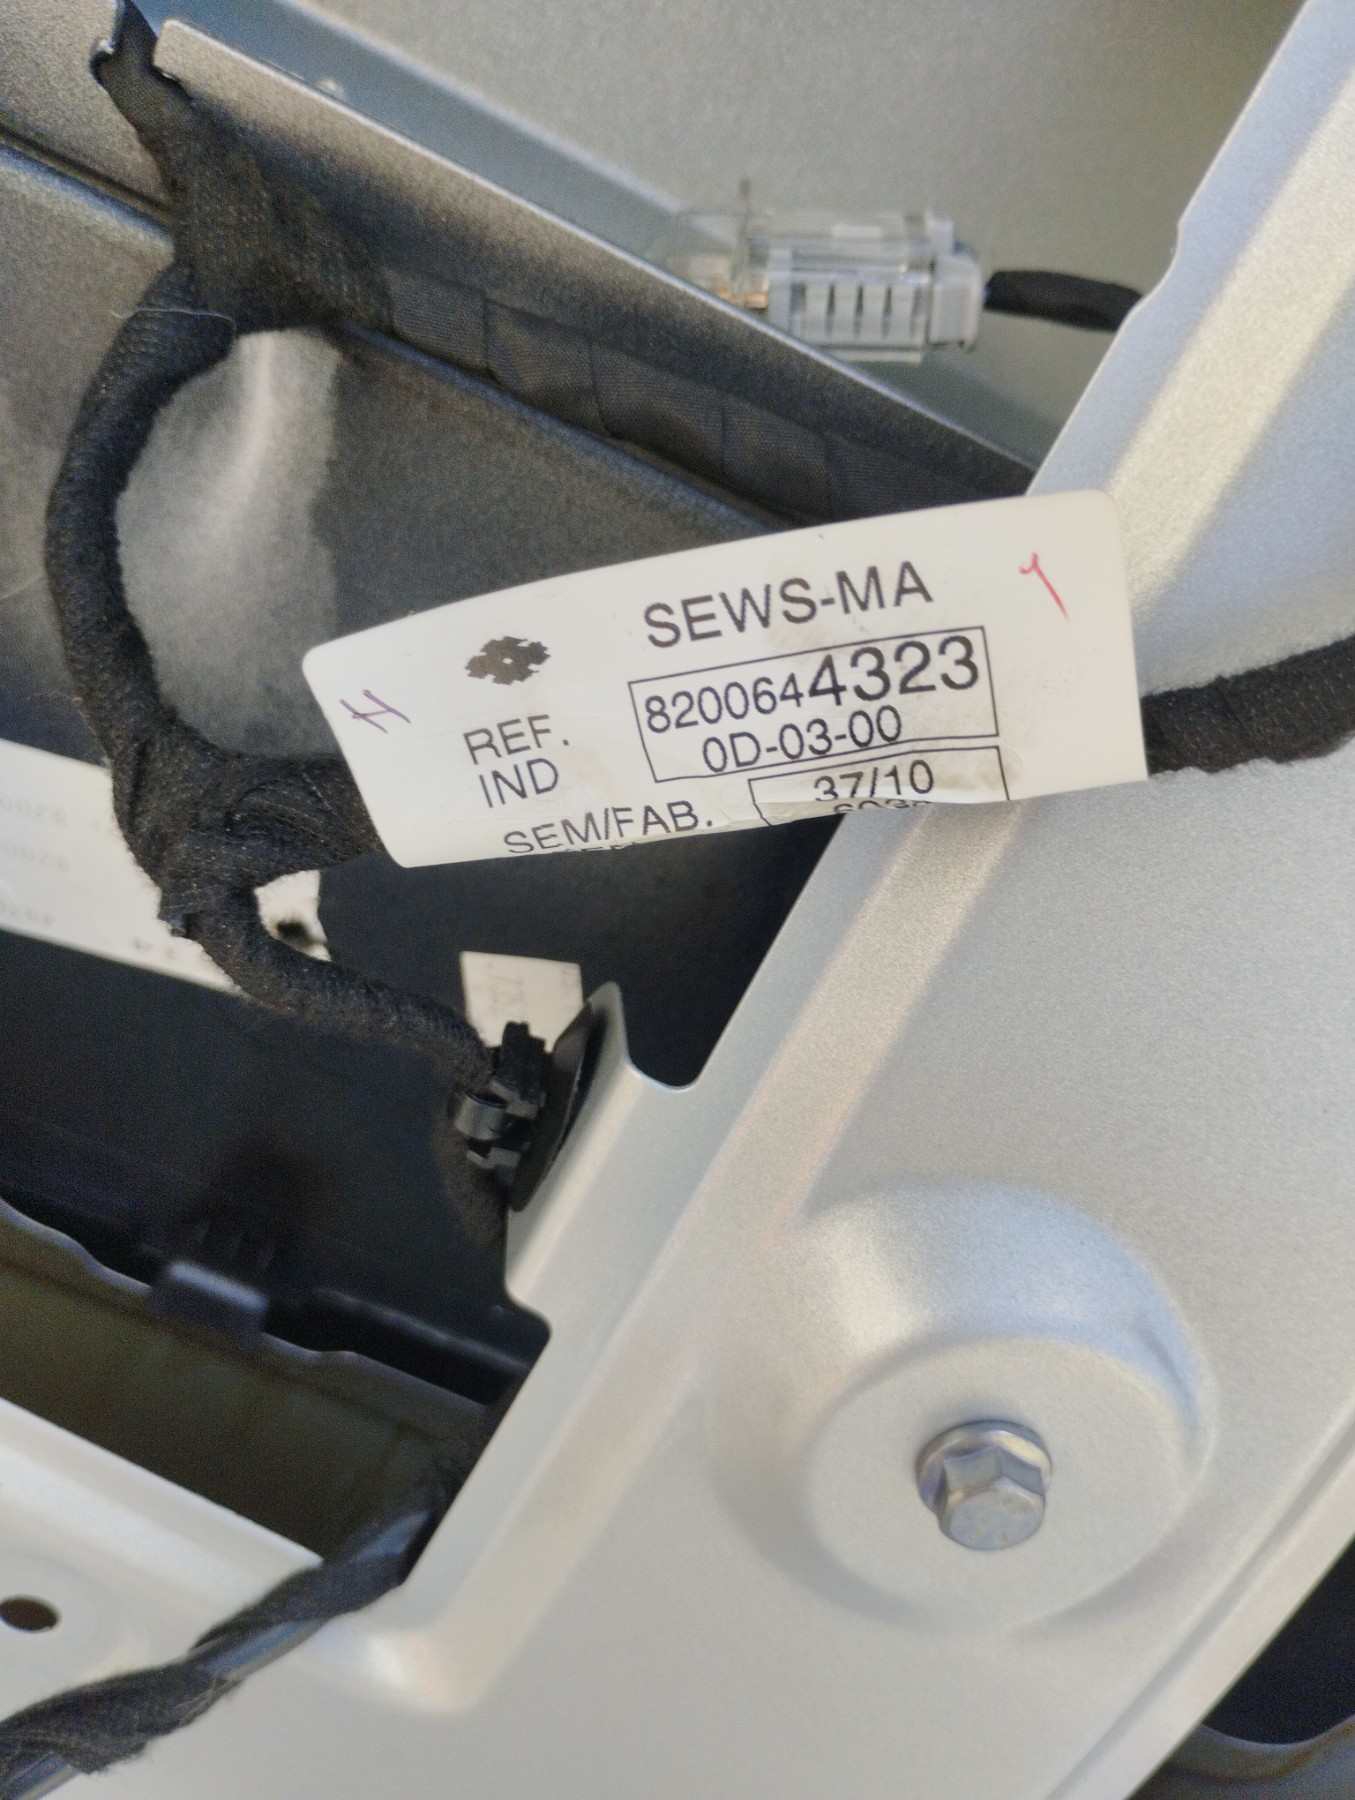 SEWS-MA
REF. 8200644323
IND 0D-03-00
SEM/FAB. 37/10